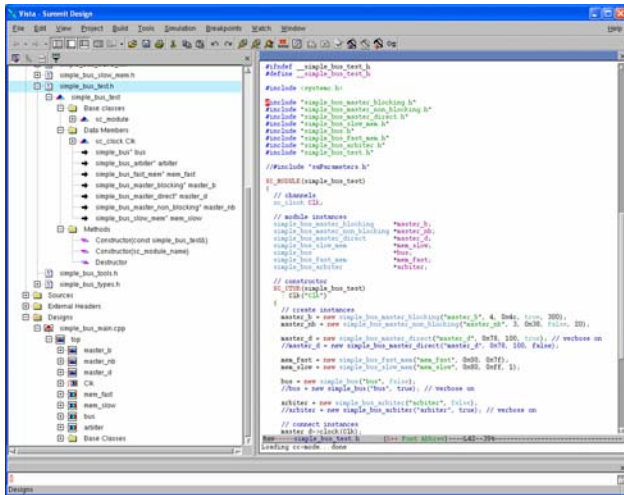 Vista - Summit Design
File Edit View Project Build Tools Simulation Breakpoints Watch Window Help
simple_bus_slow_mem.h
simple_bus_test.h
simple_bus_test
Base classes
sc_module
Data Members
sc_clock Clk
simple_bus* bus
simple_bus_arbiter* arbiter
simple_bus_fast_mem* mem_fast
simple_bus_master_blocking* master_b
simple_bus_master_direct* master_d
simple_bus_master_non_blocking* master_nb
simple_bus_slow_mem* mem_slow
Methods
Constructor(const simple_bus_test&)
Constructor(sc_module_name)
Destructor
simple_bus_tools.h
simple_bus_types.h
Sources
External Headers
Designs
simple_bus_main.cpp
top
master_b
master_nb
master_d
Clk
mem_fast
mem_slow
bus
arbiter
Base Classes
#ifndef __simple_bus_test_h
#define __simple_bus_test_h
#include <systemc.h>
#include "simple_bus_master_blocking.h"
#include "simple_bus_master_non_blocking.h"
#include "simple_bus_master_direct.h"
#include "simple_bus_slow_mem.h"
#include "simple_bus.h"
#include "simple_bus_fast_mem.h"
#include "simple_bus_arbiter.h"
#include "simple_bus_test.h"
//#include "smParameters.h"
SC_MODULE(simple_bus_test)
{
// channels
sc_clock Clk;
// module instances
simple_bus_master_blocking *master_b;
simple_bus_master_non_blocking *master_nb;
simple_bus_master_direct *master_d;
simple_bus_slow_mem *mem_slow;
simple_bus *bus;
simple_bus_fast_mem *mem_fast;
simple_bus_arbiter *arbiter;
// constructor
SC_CTOR(simple_bus_test)
: Clk("Clk")
{
// create instances
master_b = new simple_bus_master_blocking("master_b", 4, 0x4c, true, 300);
master_nb = new simple_bus_master_non_blocking("master_nb", 3, 0x38, false, 20);
master_d = new simple_bus_master_direct("master_d", 0x78, 100, true); // verbose on
//master_d = new simple_bus_master_direct("master_d", 0x78, 100, false);
mem_fast = new simple_bus_fast_mem("mem_fast", 0x00, 0x7f);
mem_slow = new simple_bus_slow_mem("mem_slow", 0x80, 0xff, 1);
bus = new simple_bus("bus", false);
//bus = new simple_bus("bus", true); // verbose on
arbiter = new simple_bus_arbiter("arbiter", false);
//arbiter = new simple_bus_arbiter("arbiter", true); // verbose on
// connect instances
master_d->clock(Clk);
simple_bus_test.h (C++ Font Abbrev)----L42--39%
Loading cc-mode...done
Designs